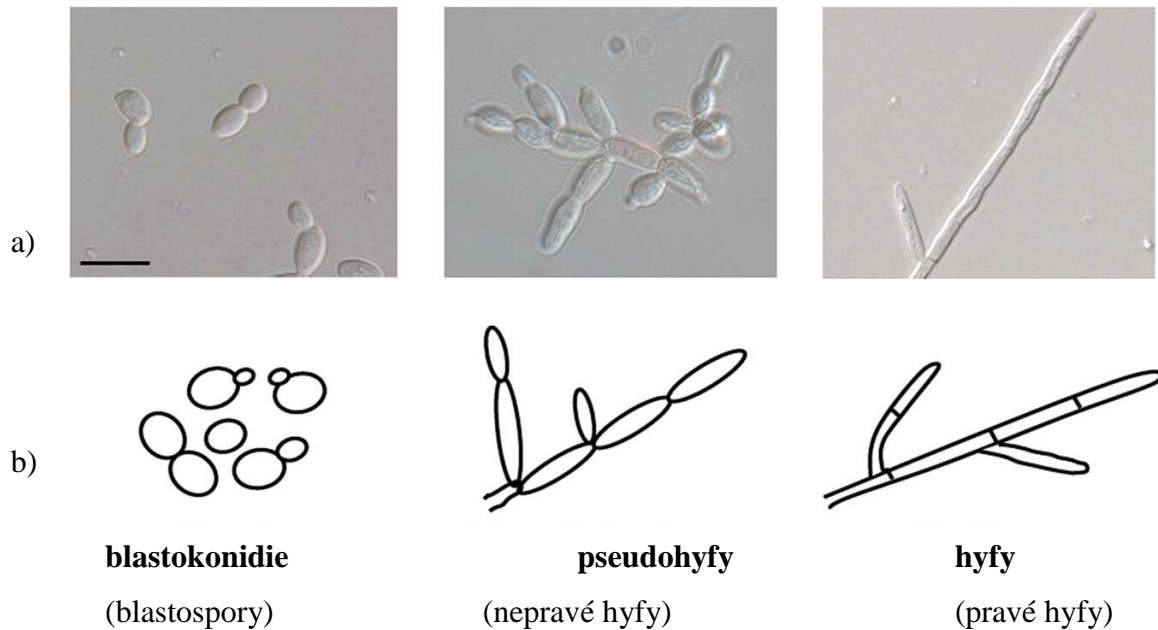 a)
b)
blastokonidie pseudohyfy hyfy
(blastospory) (nepravé hyfy) (pravé hyfy)